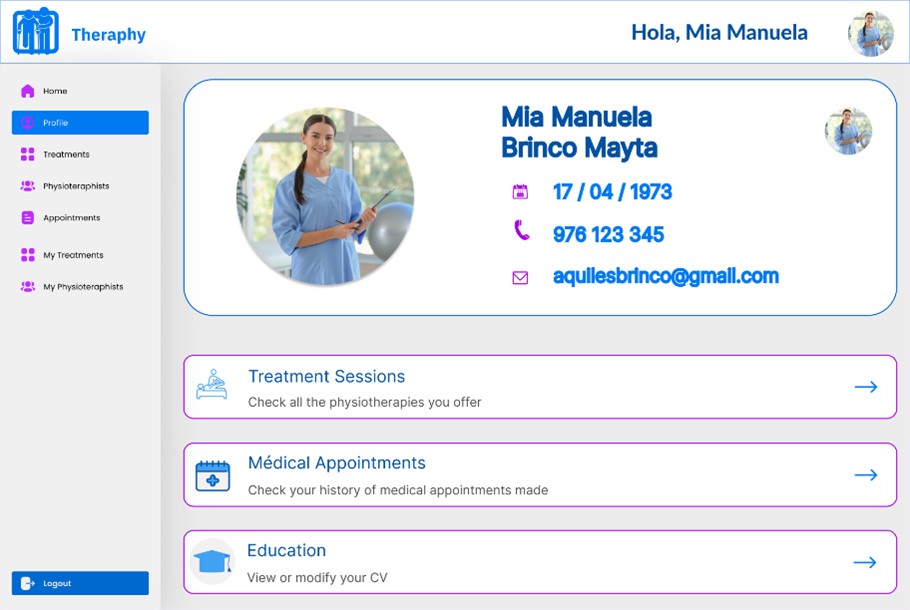 Theraphy
Hola, Mia Manuela
Home
Profile
Treatments
Physioteraphists
Appointments
My Treatments
My Physioteraphists
Logout
Mia Manuela
Brinco Mayta
17 / 04 / 1973
976 123 345
aquilesbrinco@gmail.com
Treatment Sessions
Check all the physiotherapies you offer
Médical Appointments
Check your history of medical appointments made
Education
View or modify your CV